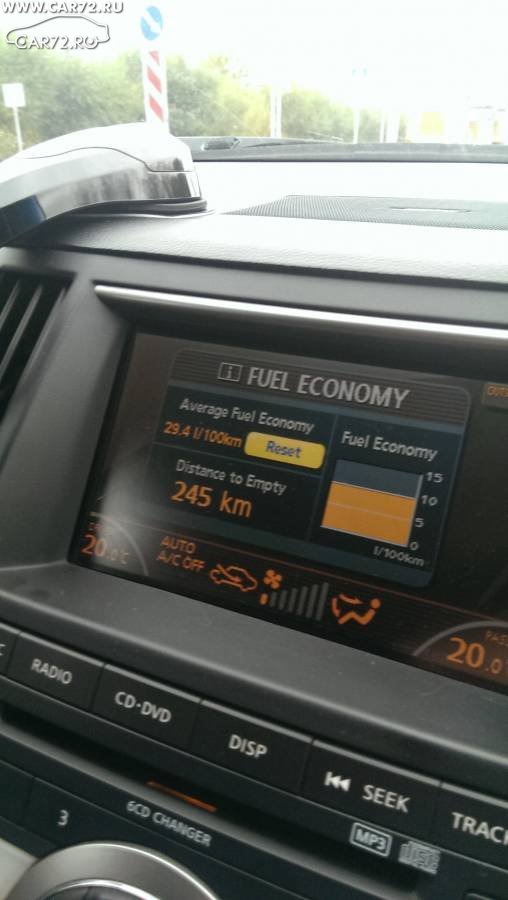 WWW.CAR72.RU
CAR72.RU
i FUEL ECONOMY
Average Fuel Economy
29.4 l/100km Reset
Distance to Empty
245 km
Fuel Economy
15
10
5
0
l/100km
20.0°C
AUTO
A/C OFF
20.0
RADIO
CD·DVD
DISP
SEEK
TRACK
3
6CD CHANGER
MP3